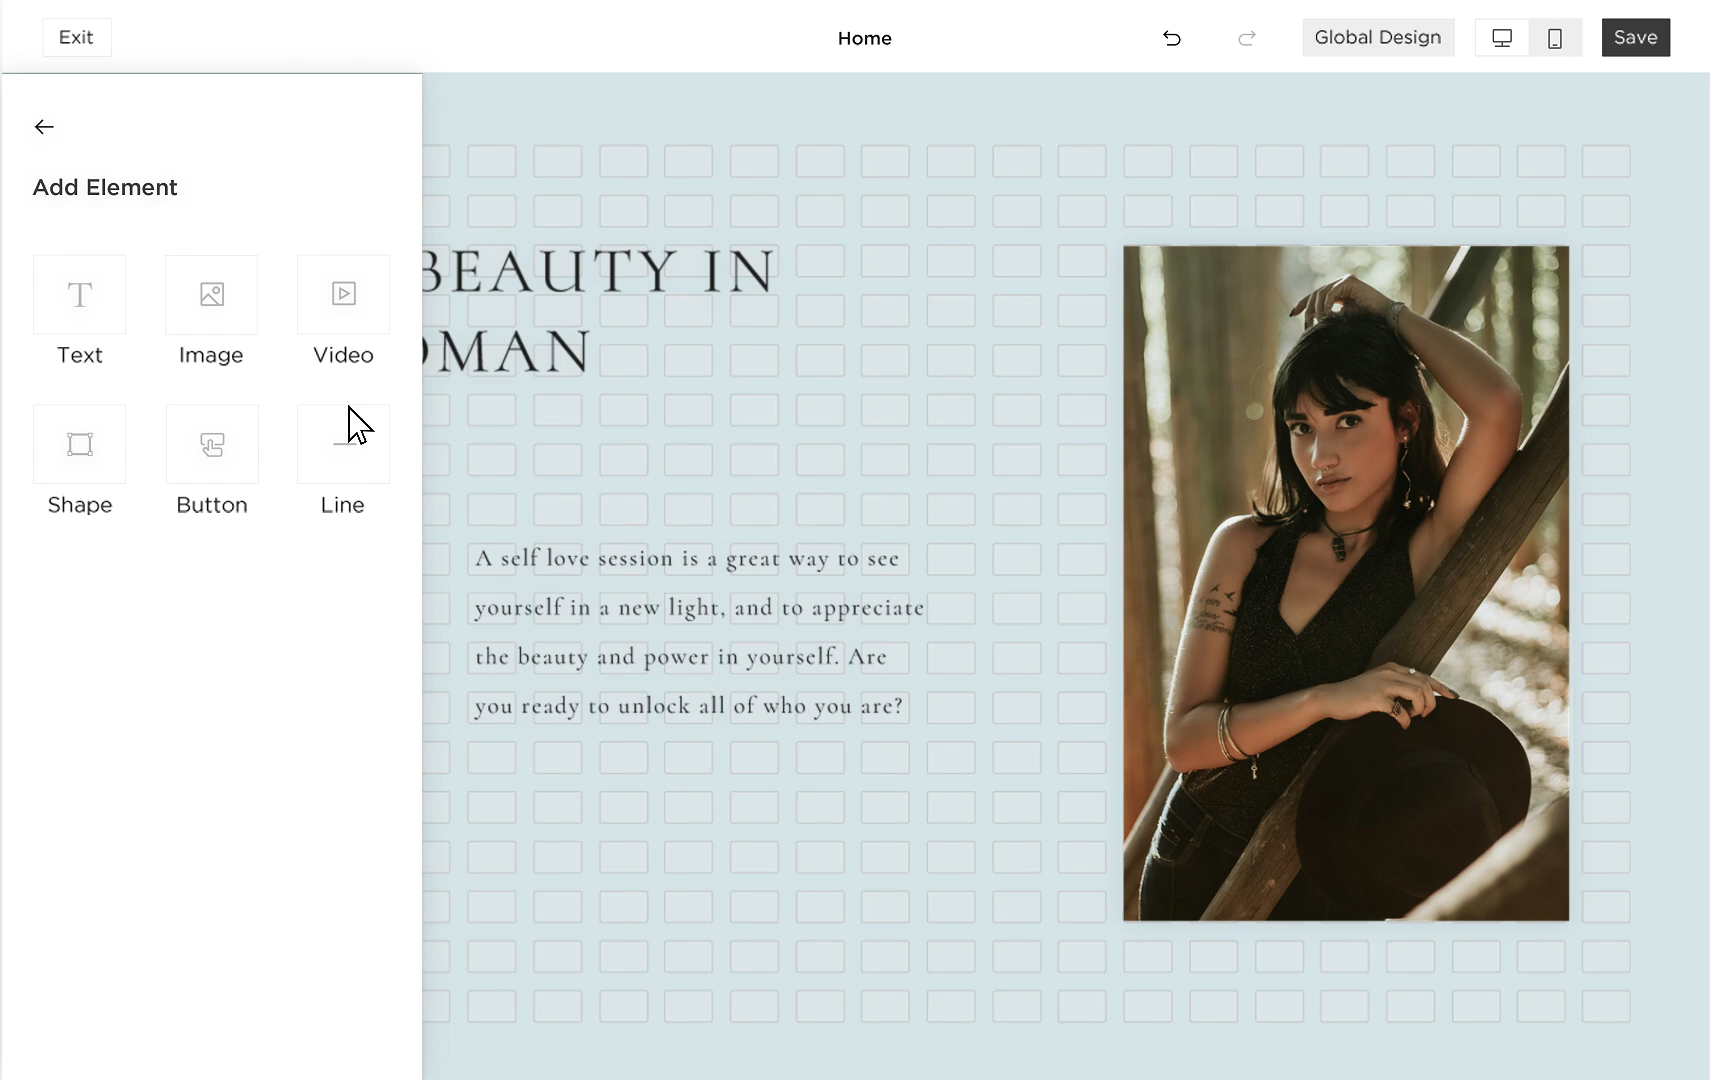 Exit
Home
Global Design
Save
Add Element
Text
Image
Video
Shape
Button
Line
BEAUTY IN
OMAN
A self love session is a great way to see
yourself in a new light, and to appreciate
the beauty and power in yourself. Are
you ready to unlock all of who you are?